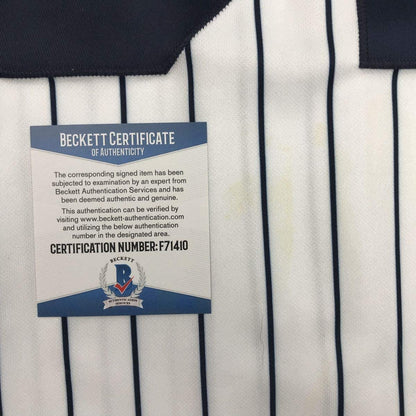 BECKETT CERTIFICATE
OF AUTHENTICITY
The corresponding signed item has been
subjected to examination by an expert from
Beckett Authentication Services and has
been deemed authentic and genuine.
This authentication can be verified by
visiting www.beckett-authentication.com
and utilizing the below authentication
number in the designated area.
CERTIFICATION NUMBER: F71410
BECKETT
B
AUTHENTICATION
SERVICES